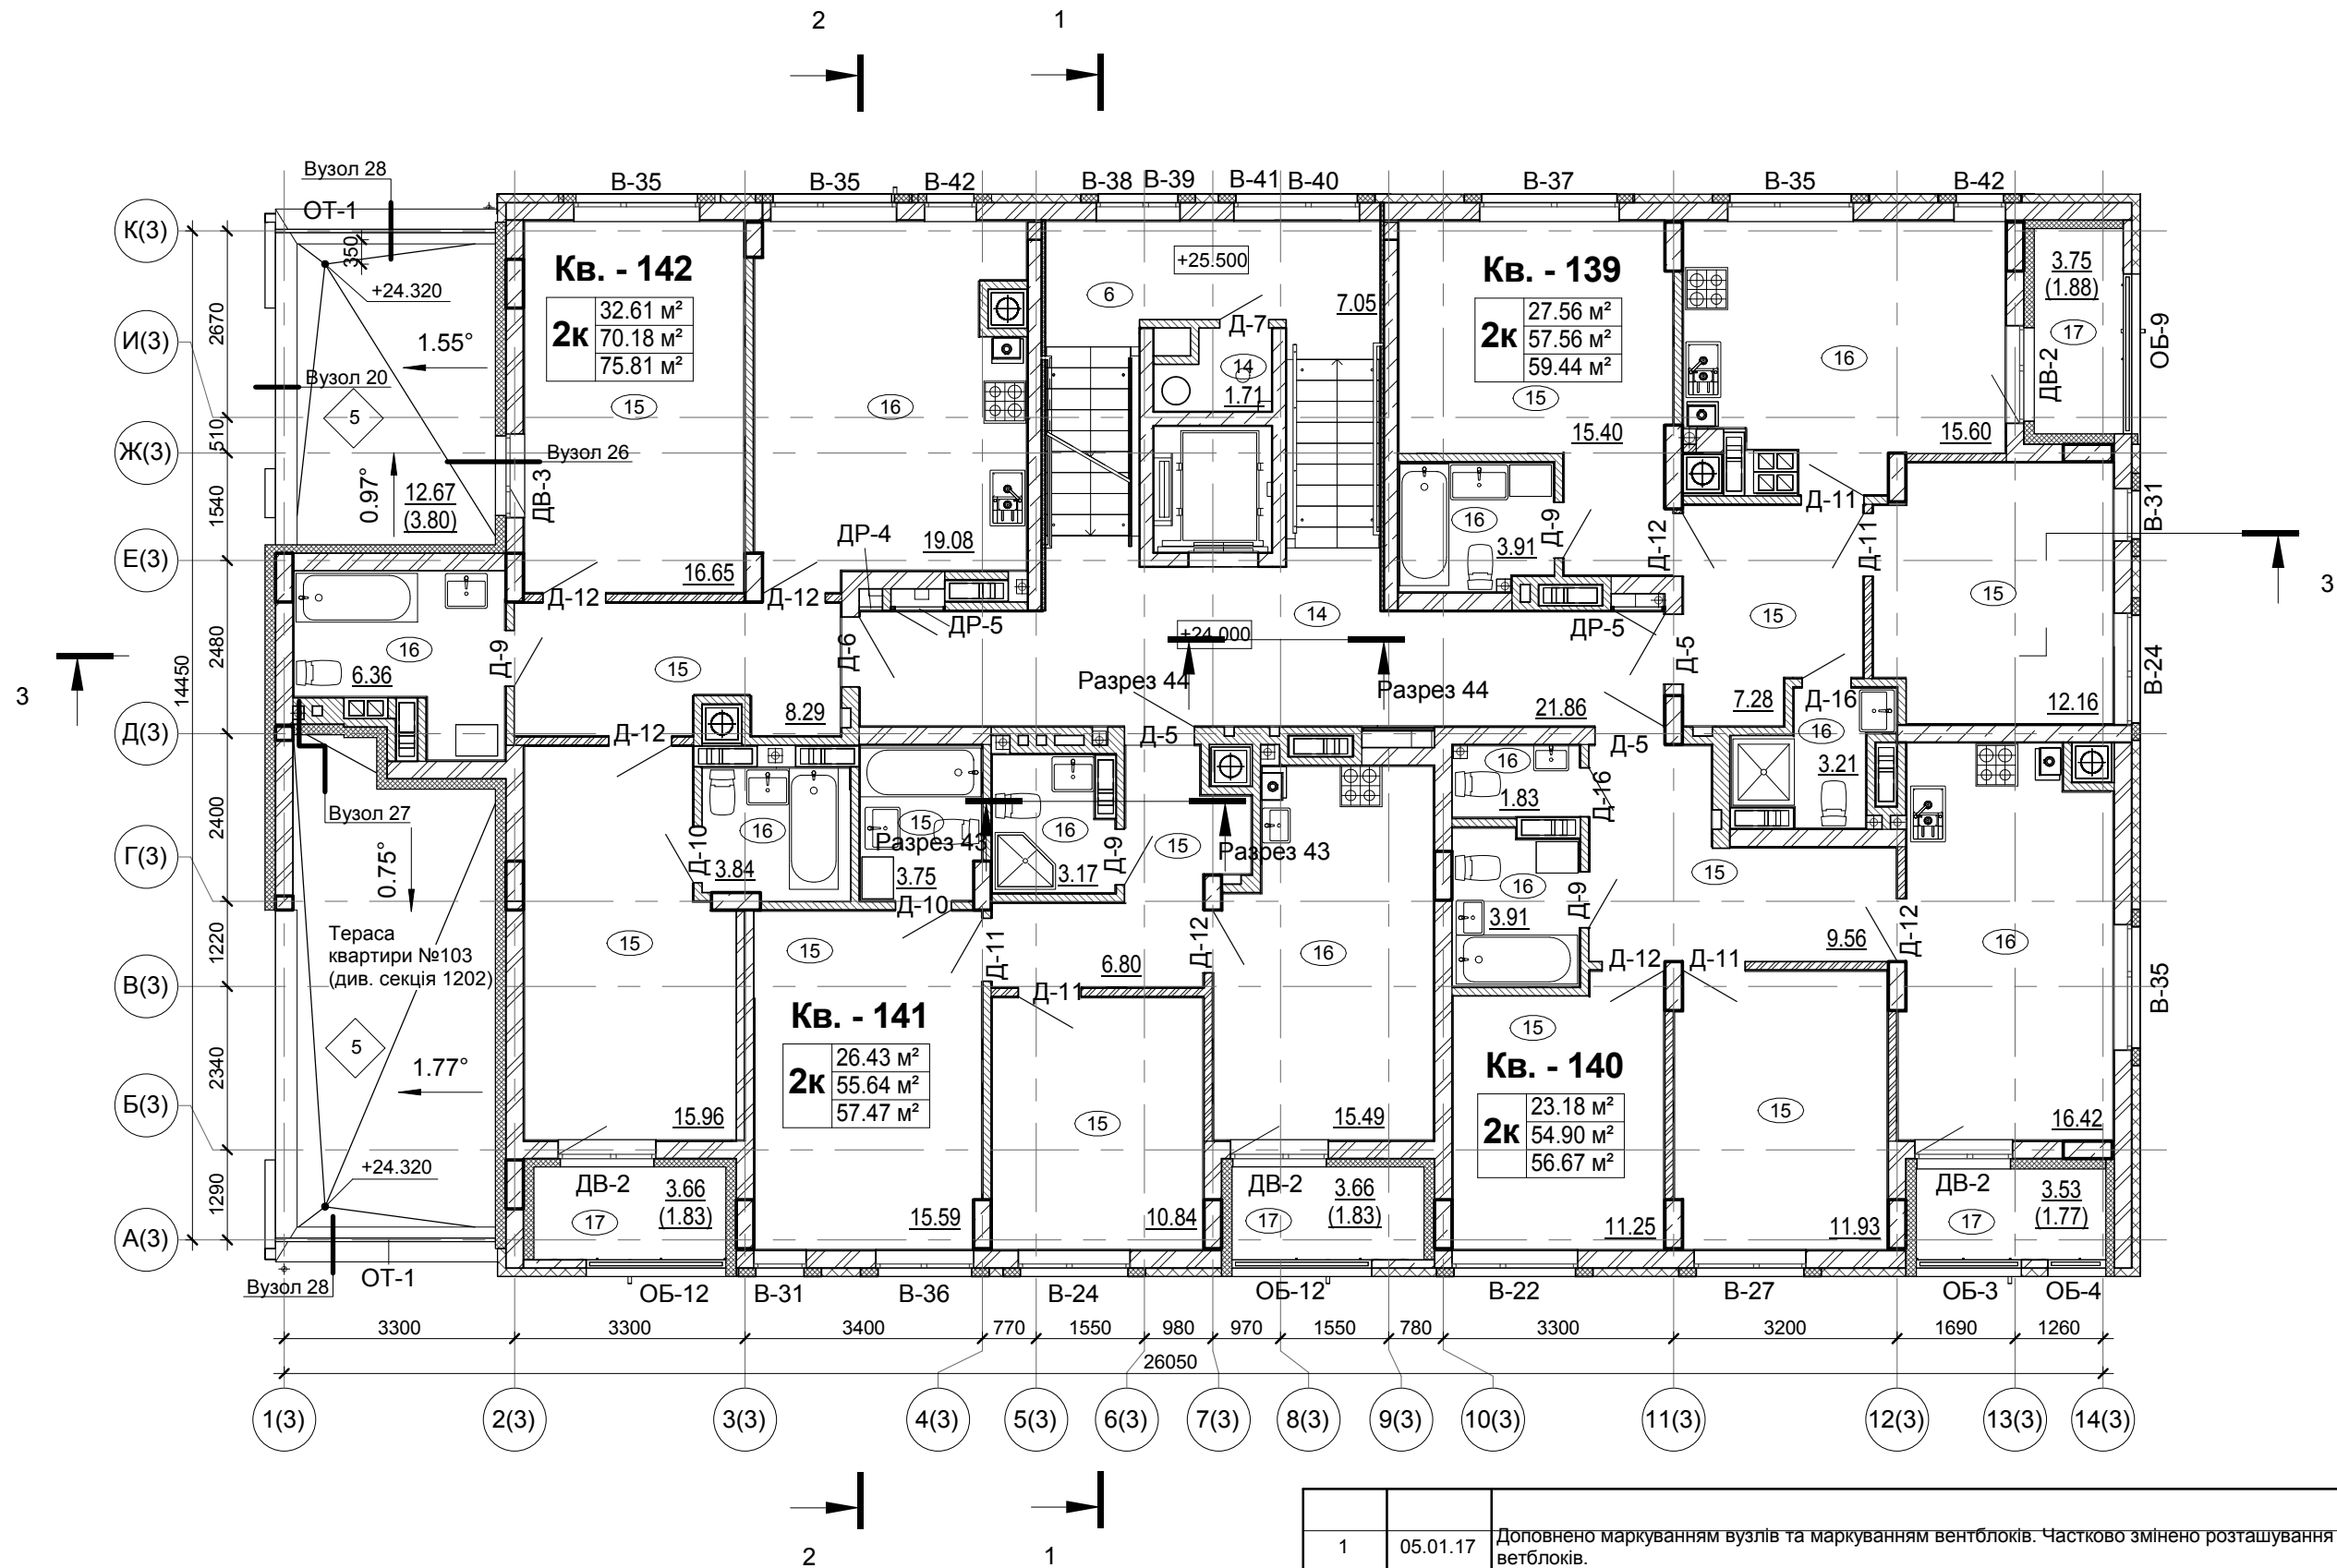 2
1
Вузол 28
ОТ-1
В-35
В-35
В-42
В-38
В-39
В-41
В-40
В-37
В-35
В-42
К(3)
350
+24.320
Кв. - 142
2к
32.61 м²
70.18 м²
75.81 м²
+25.500
6
7.05
Кв. - 139
2к
27.56 м²
57.56 м²
59.44 м²
3.75
(1.88)
17
ОБ-9
ДВ-2
2670
И(3)
1.55°
Вузол 20
5
15
16
Д-7
14
1.71
15
16
510
Ж(3)
Вузол 26
15.40
15.60
0.97°
12.67
(3.80)
ДВ-3
1540
16
Д-9
3.91
Д-12
Д-11
Д-11
В-31
Е(3)
ДР-4
19.08
16.65
Д-12
Д-12
ДР-5
14
ДР-5
15
15
3
2480
14450
16
6.36
Д-9
15
Д-6
+24.000
Разрез 44
Разрез 44
Д-5
В-24
3
8.29
21.86
7.28
Д-16
12.16
Д(3)
Д-12
Д-5
Д-5
16
16
1.83
Д-16
3.21
2400
Вузол 27
16
15
16
15
Разрез 43
Разрез 43
Г(3)
0.75°
Д-10
3.84
3.75
3.17
Д-9
16
3.91
Д-9
15
Д-10
1220
Тераса
квартири №103
(див. секція 1202)
15
15
Д-11
6.80
Д-12
16
9.56
Д-12
16
Д-12
Д-11
В(3)
Д-11
В-35
Кв. - 141
2к
26.43 м²
55.64 м²
57.47 м²
15
Кв. - 140
2к
23.18 м²
54.90 м²
56.67 м²
2340
5
1.77°
Б(3)
15.96
15
15.49
15
16.42
1290
+24.320
ДВ-2
3.66
(1.83)
17
15.59
10.84
ДВ-2
3.66
(1.83)
17
11.25
11.93
ДВ-2
3.53
(1.77)
17
А(3)
Вузол 28
ОТ-1
ОБ-12
В-31
В-36
В-24
ОБ-12
В-22
В-27
ОБ-3
ОБ-4
3300
3300
3400
770
1550
980
970
1550
780
3300
3200
1690
1260
26050
1(3)
2(3)
3(3)
4(3)
5(3)
6(3)
7(3)
8(3)
9(3)
10(3)
11(3)
12(3)
13(3)
14(3)
2
1
1
05.01.17
Доповнено маркуванням вузлів та маркуванням вентблоків. Частково змінено розташування
ветблоків.